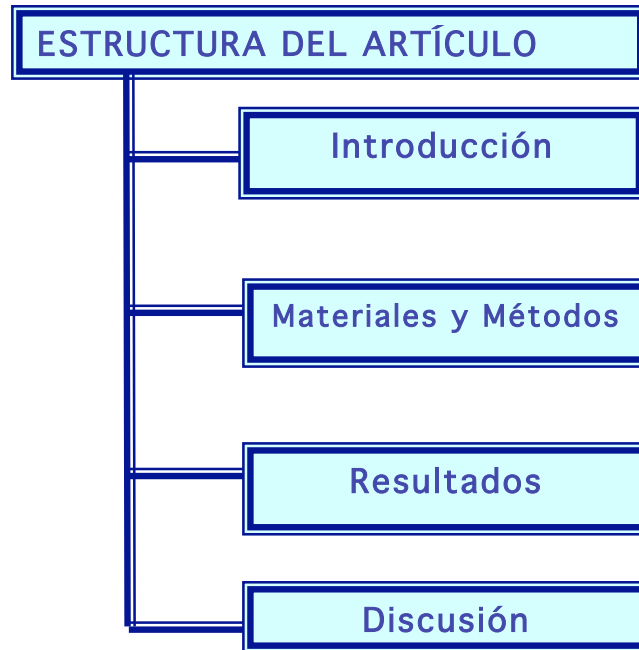 ESTRUCTURA DEL ARTÍCULO
Introducción
Materiales y Métodos
Resultados
Discusión